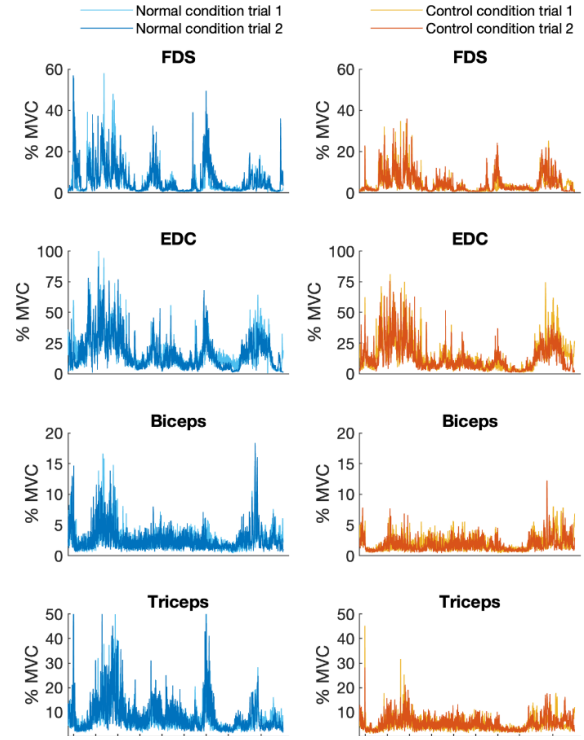 Normal condition trial 1
Normal condition trial 2
Control condition trial 1
Control condition trial 2
FDS
FDS
% MVC
60
40
20
0
% MVC
60
40
20
0
EDC
EDC
% MVC
100
75
50
25
0
% MVC
100
75
50
25
0
Biceps
Biceps
% MVC
20
15
10
5
0
% MVC
20
15
10
5
0
Triceps
Triceps
% MVC
50
40
30
20
10
% MVC
50
40
30
20
10